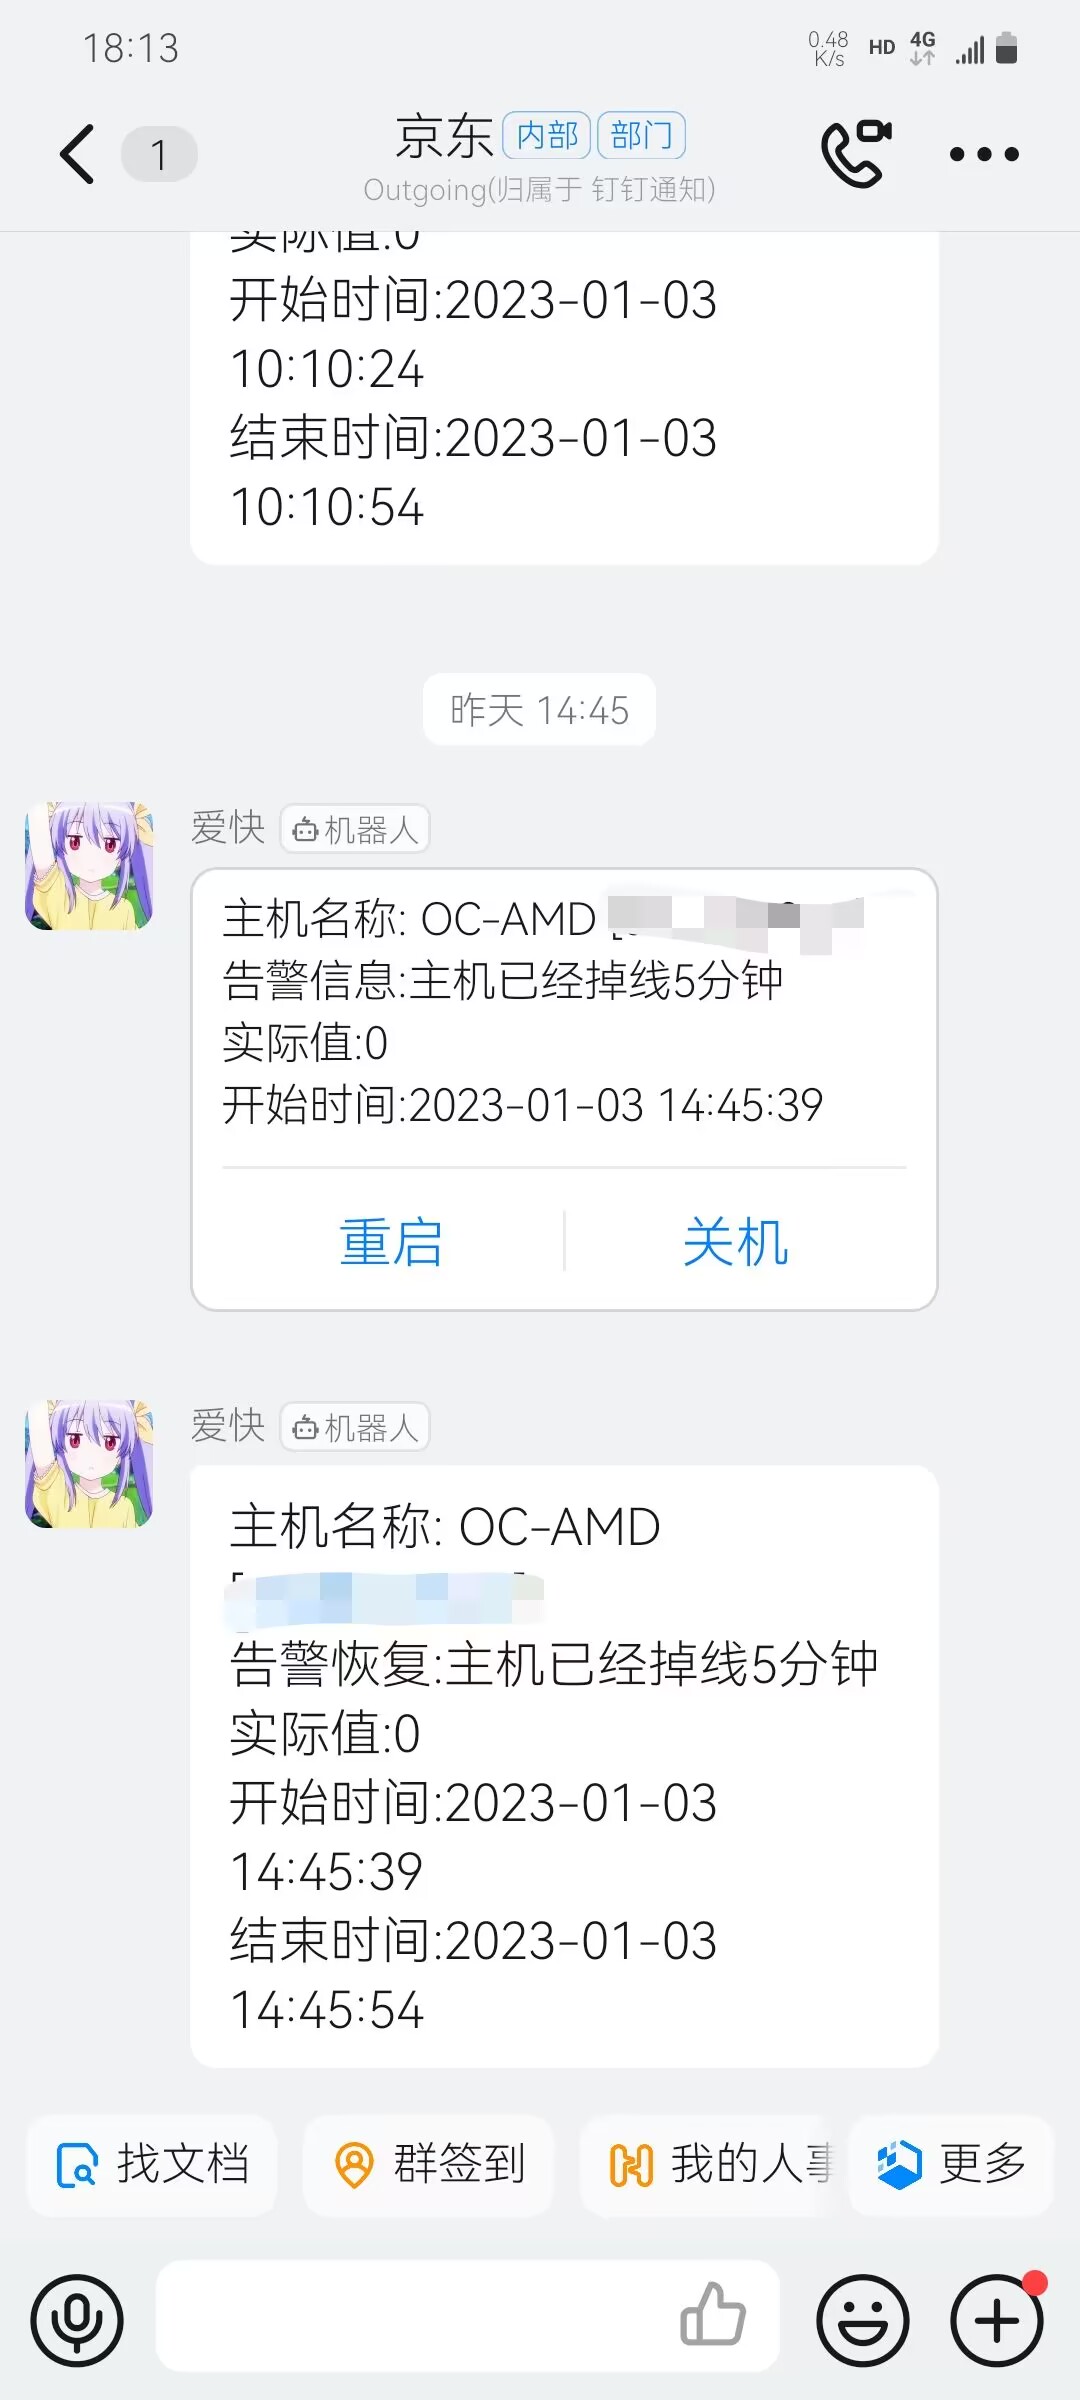 18:13
0.48 K/s HD 4G
1
京东 内部 部门
Outgoing(归属于 钉钉通知)
实际值:0
开始时间:2023-01-03
10:10:24
结束时间:2023-01-03
10:10:54
昨天 14:45
爱快 机器人
主机名称: OC-AMD
告警信息:主机已经掉线5分钟
实际值:0
开始时间:2023-01-03 14:45:39
重启 关机
爱快 机器人
主机名称: OC-AMD
告警恢复:主机已经掉线5分钟
实际值:0
开始时间:2023-01-03
14:45:39
结束时间:2023-01-03
14:45:54
找文档 群签到 我的人事 更多